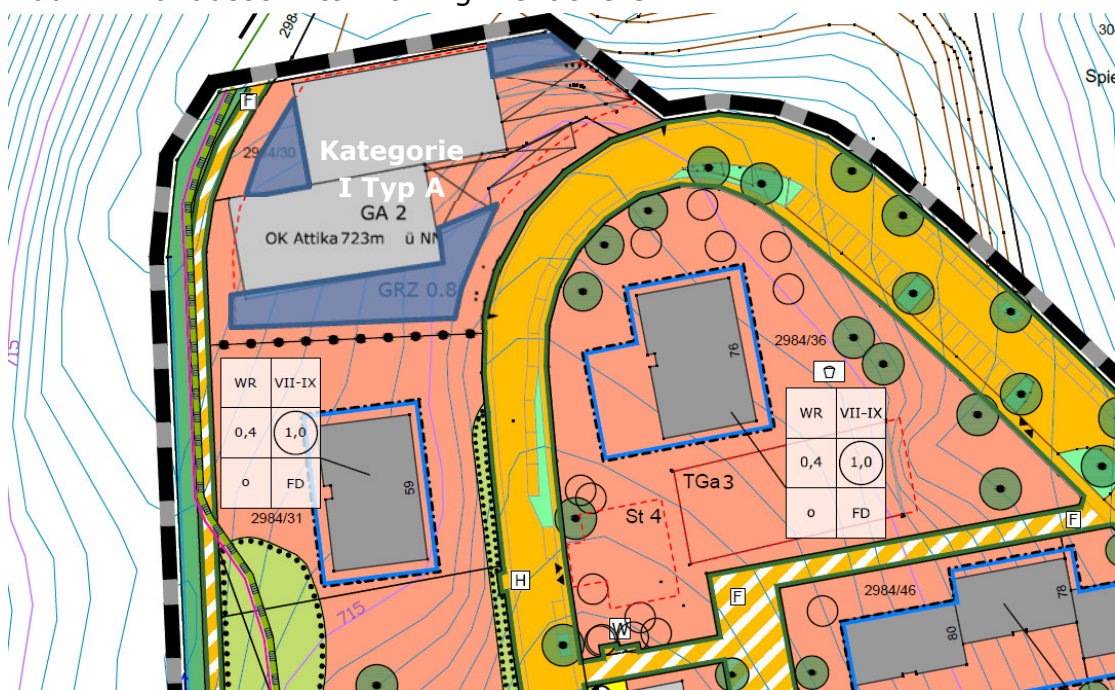 298
30
Spie
F
2984/30
Kategorie
I Typ A
GA 2
OK Attika 723m ü NN
GRZ 0.8
715
76
2984/36
WR VII-IX
0,4 1,0
o FD
WR VII-IX
0,4 1,0
o FD
59
2984/31
TGa 3
St 4
F
H
F
2984/46
715
W
78
80